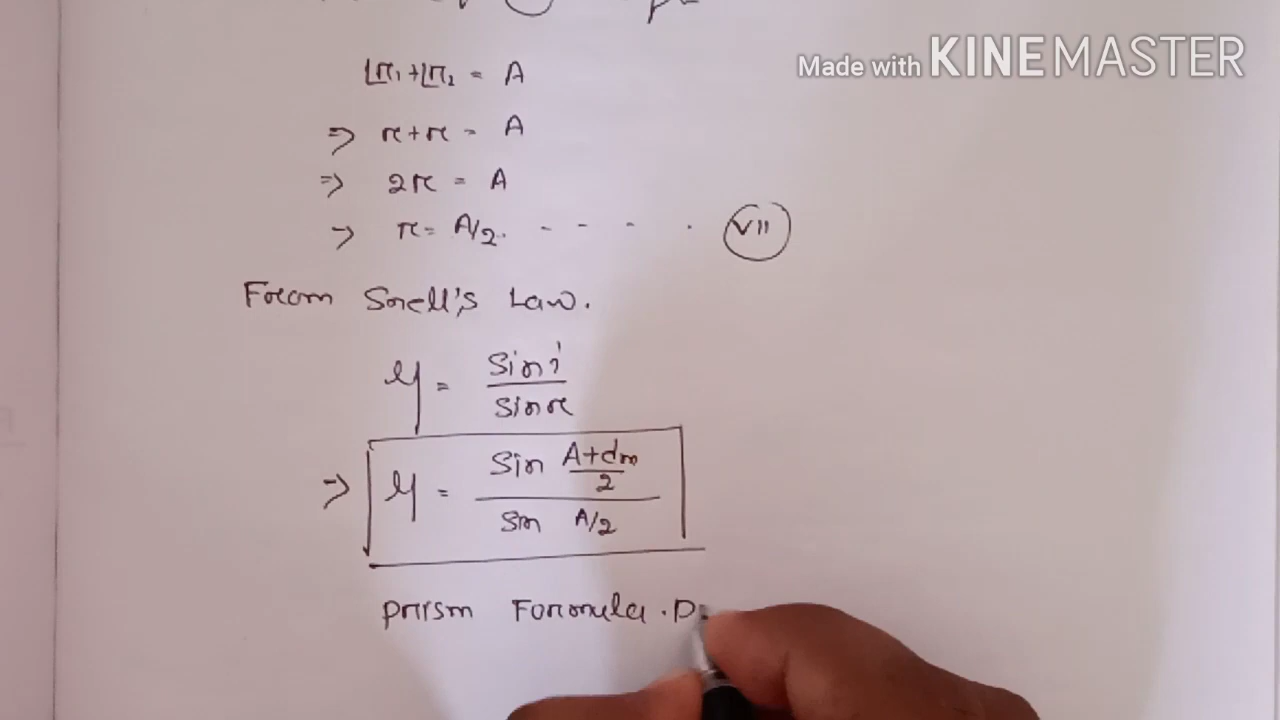 Made with KINEMASTER
∠r₁ + ∠r₂ = A
⇒ r + r = A
⇒ 2r = A
⇒ r = A/2. - - - . VII
From Snell's Law.
μ = sin i / sin r
⇒ μ = Sin (A+dm)/2 / Sin A/2
Prism Formula. D